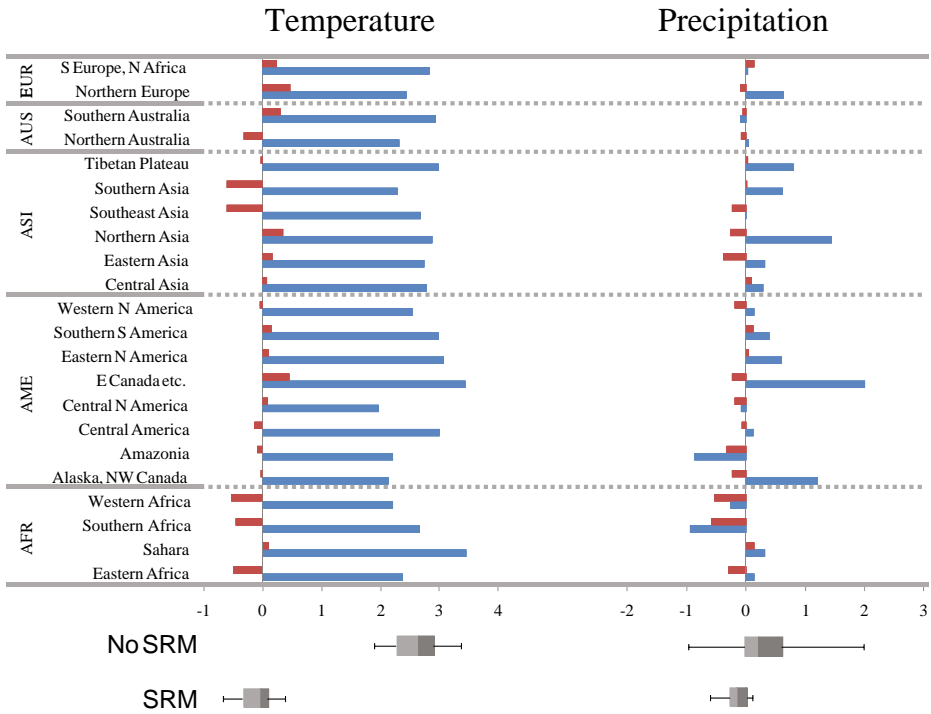 Temperature Precipitation
EUR
S Europe, N Africa
Northern Europe
AUS
Southern Australia
Northern Australia
ASI
Tibetan Plateau
Southern Asia
Southeast Asia
Northern Asia
Eastern Asia
Central Asia
AME
Western N America
Southern S America
Eastern N America
E Canada etc.
Central N America
Central America
Amazonia
Alaska, NW Canada
AFR
Western Africa
Southern Africa
Sahara
Eastern Africa
-1 0 1 2 3 4 -2 -1 0 1 2 3
No SRM
SRM